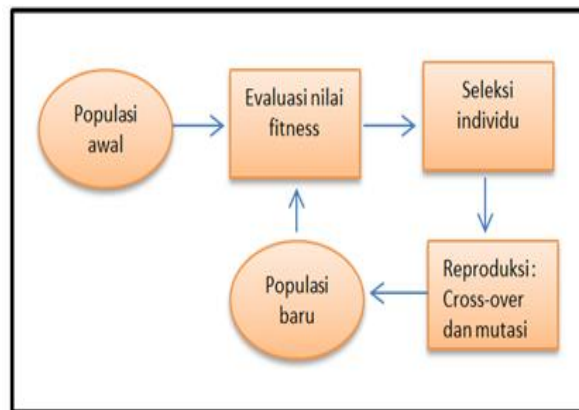 Populasi
awal
Evaluasi nilai
fitness
Seleksi
individu
Reproduksi:
Cross-over
dan mutasi
Populasi
baru